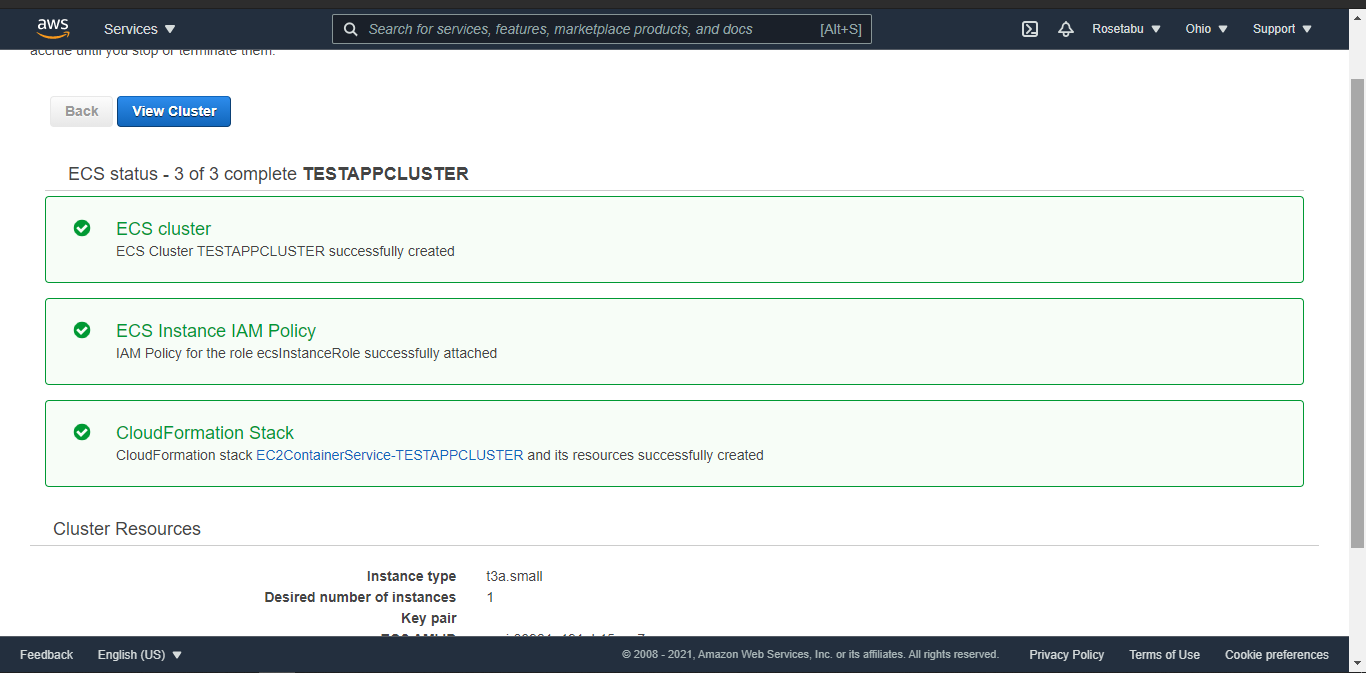 aws
Services
Search for services, features, marketplace products, and docs [Alt+S]
Rosetabu
Ohio
Support
accrue until you stop or terminate them.
Back
View Cluster
ECS status - 3 of 3 complete TESTAPPCLUSTER
ECS cluster
ECS Cluster TESTAPPCLUSTER successfully created
ECS Instance IAM Policy
IAM Policy for the role ecsInstanceRole successfully attached
CloudFormation Stack
CloudFormation stack EC2ContainerService-TESTAPPCLUSTER and its resources successfully created
Cluster Resources
Instance type t3a.small
Desired number of instances 1
Key pair
ECS AMI ID
Feedback
English (US)
© 2008 - 2021, Amazon Web Services, Inc. or its affiliates. All rights reserved.
Privacy Policy
Terms of Use
Cookie preferences